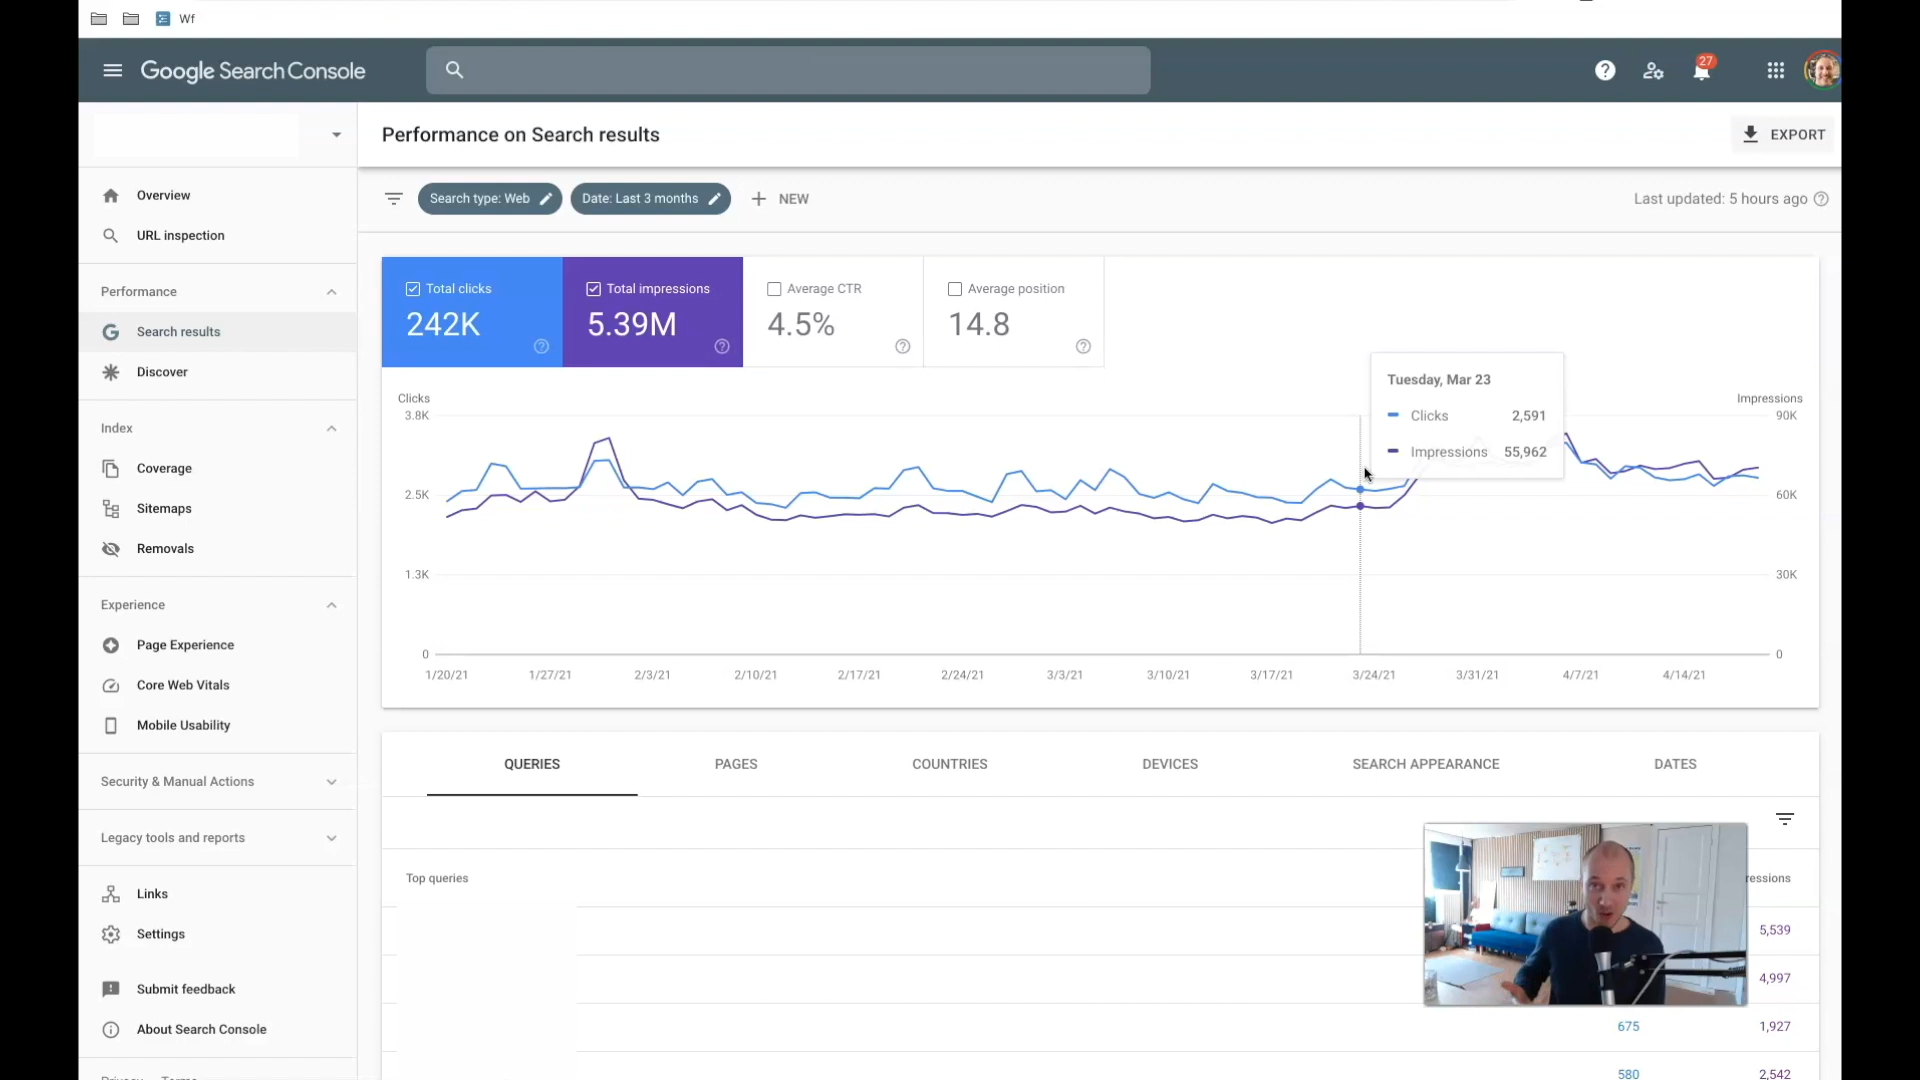 Wf
Google Search Console
27
Performance on Search results
EXPORT
Search type: Web
Date: Last 3 months
NEW
Last updated: 5 hours ago
Overview
URL inspection
Performance
Search results
Discover
Index
Coverage
Sitemaps
Removals
Experience
Page Experience
Core Web Vitals
Mobile Usability
Security & Manual Actions
Legacy tools and reports
Links
Settings
Submit feedback
About Search Console
Total clicks
242K
Total impressions
5.39M
Average CTR
4.5%
Average position
14.8
Clicks
Impressions
3.8K
2.5K
1.3K
0
90K
60K
30K
0
Tuesday, Mar 23
Clicks 2,591
Impressions 55,962
1/20/21 1/27/21 2/3/21 2/10/21 2/17/21 2/24/21 3/3/21 3/10/21 3/17/21 3/24/21 3/31/21 4/7/21 4/14/21
QUERIES PAGES COUNTRIES DEVICES SEARCH APPEARANCE DATES
Top queries
ressions
5,539
4,997
675 1,927
580 2,542